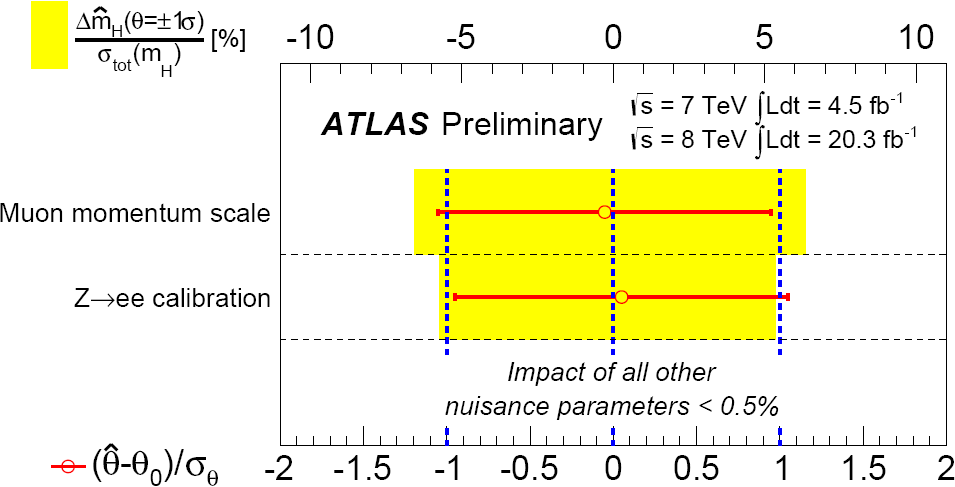 Δm̂H(θ=±1σ)
σtot(mH) [%]
-10 -5 0 5 10
ATLAS Preliminary
√s = 7 TeV ∫Ldt = 4.5 fb-1
√s = 8 TeV ∫Ldt = 20.3 fb-1
Muon momentum scale
Z→ee calibration
Impact of all other
nuisance parameters < 0.5%
(θ̂-θ0)/σθ
-2 -1.5 -1 -0.5 0 0.5 1 1.5 2